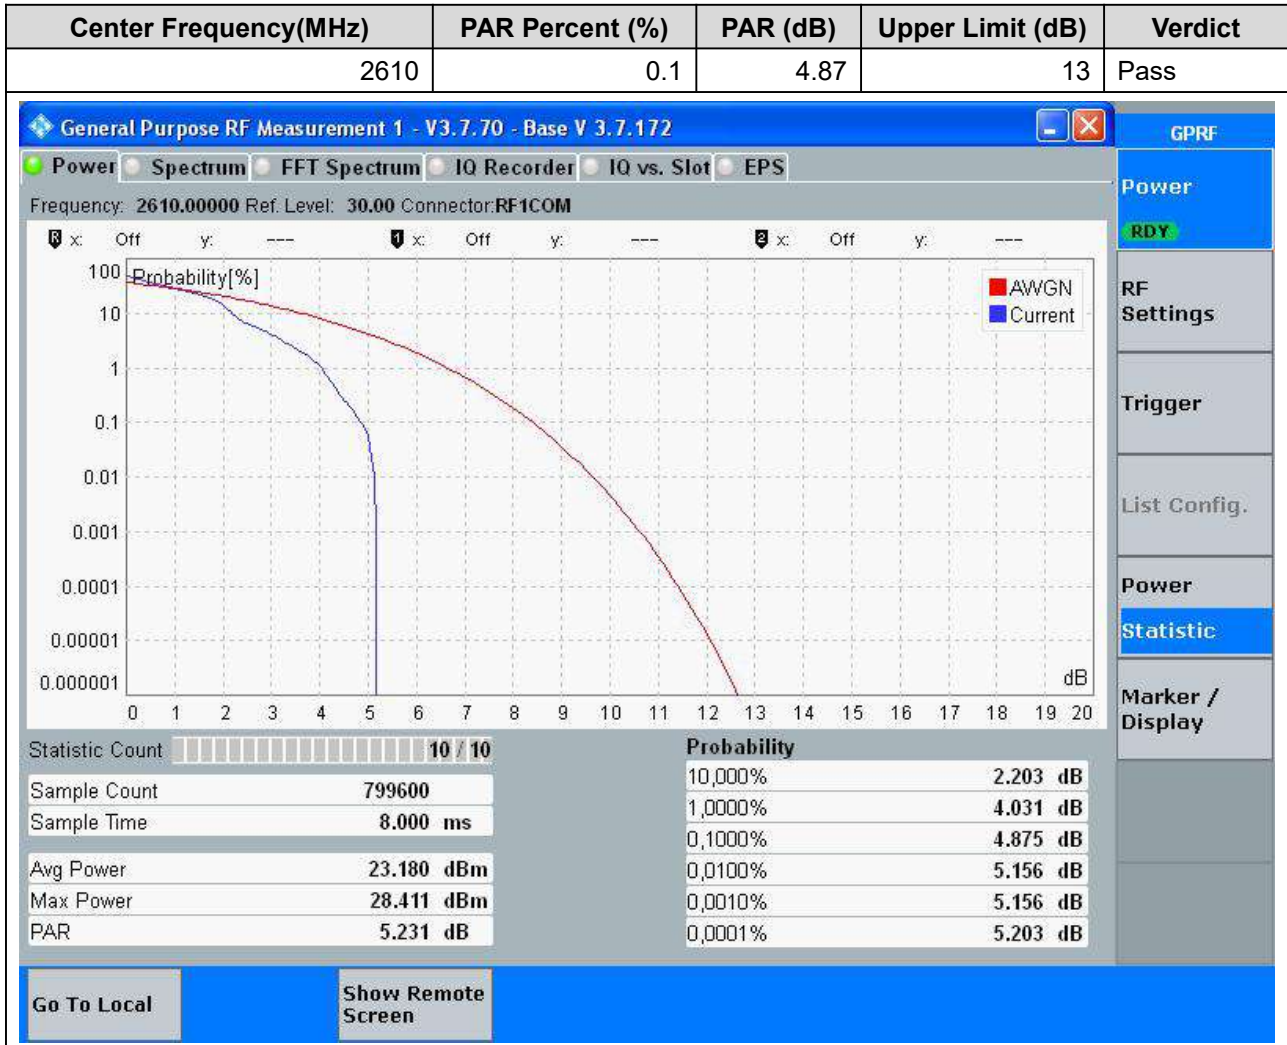 Center Frequency(MHz) PAR Percent (%) PAR (dB) Upper Limit (dB) Verdict
2610 0.1 4.87 13 Pass
General Purpose RF Measurement 1 - V3.7.70 - Base V 3.7.172
GPRF
Power Spectrum FFT Spectrum IQ Recorder IQ vs. Slot EPS
Frequency: 2610.00000 Ref. Level: 30.00 Connector:RF1COM
R x: Off y: --- 1 x: Off y: --- 2 x: Off y: ---
Probability[%]
AWGN
Current
100
10
1
0.1
0.01
0.001
0.0001
0.00001
0.000001
dB
0 1 2 3 4 5 6 7 8 9 10 11 12 13 14 15 16 17 18 19 20
Statistic Count 10 / 10
Sample Count 799600
Sample Time 8.000 ms
Avg Power 23.180 dBm
Max Power 28.411 dBm
PAR 5.231 dB
Probability
10,000% 2.203 dB
1,0000% 4.031 dB
0,1000% 4.875 dB
0,0100% 5.156 dB
0,0010% 5.156 dB
0,0001% 5.203 dB
Power
RDY
RF
Settings
Trigger
List Config.
Power
Statistic
Marker /
Display
Go To Local
Show Remote
Screen